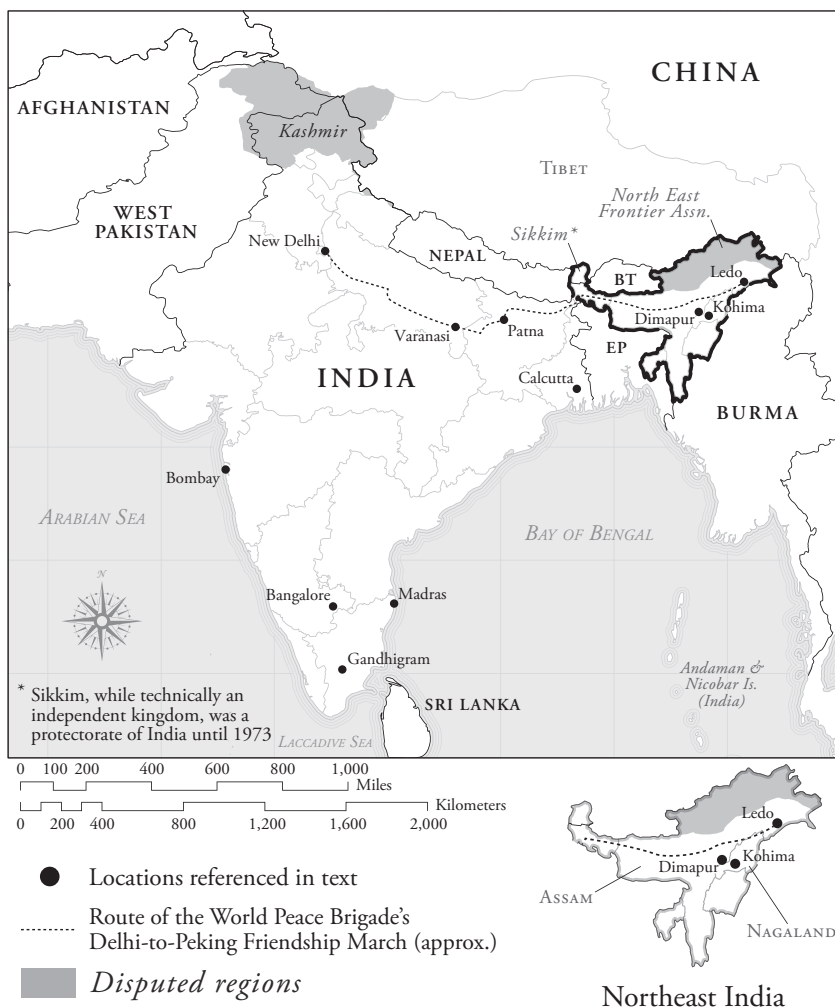 CHINA
AFGHANISTAN
Kashmir
TIBET
North East
Frontier Assn.
WEST
PAKISTAN
Sikkim*
New Delhi
NEPAL
BT
Ledo
Dimapur
Kohima
Varanasi
Patna
EP
INDIA
Calcutta
BURMA
Bombay
ARABIAN SEA
BAY OF BENGAL
N
Bangalore
Madras
Gandhigram
Andaman &
Nicobar Is.
(India)
* Sikkim, while technically an
independent kingdom, was a
protectorate of India until 1973
SRI LANKA
LACCADIVE SEA
0 100 200 400 600 800 1,000
Miles
Kilometers
0 200 400 800 1,200 1,600 2,000
Locations referenced in text
Route of the World Peace Brigade's
Delhi-to-Peking Friendship March (approx.)
Disputed regions
Ledo
Dimapur
Kohima
ASSAM
NAGALAND
Northeast India